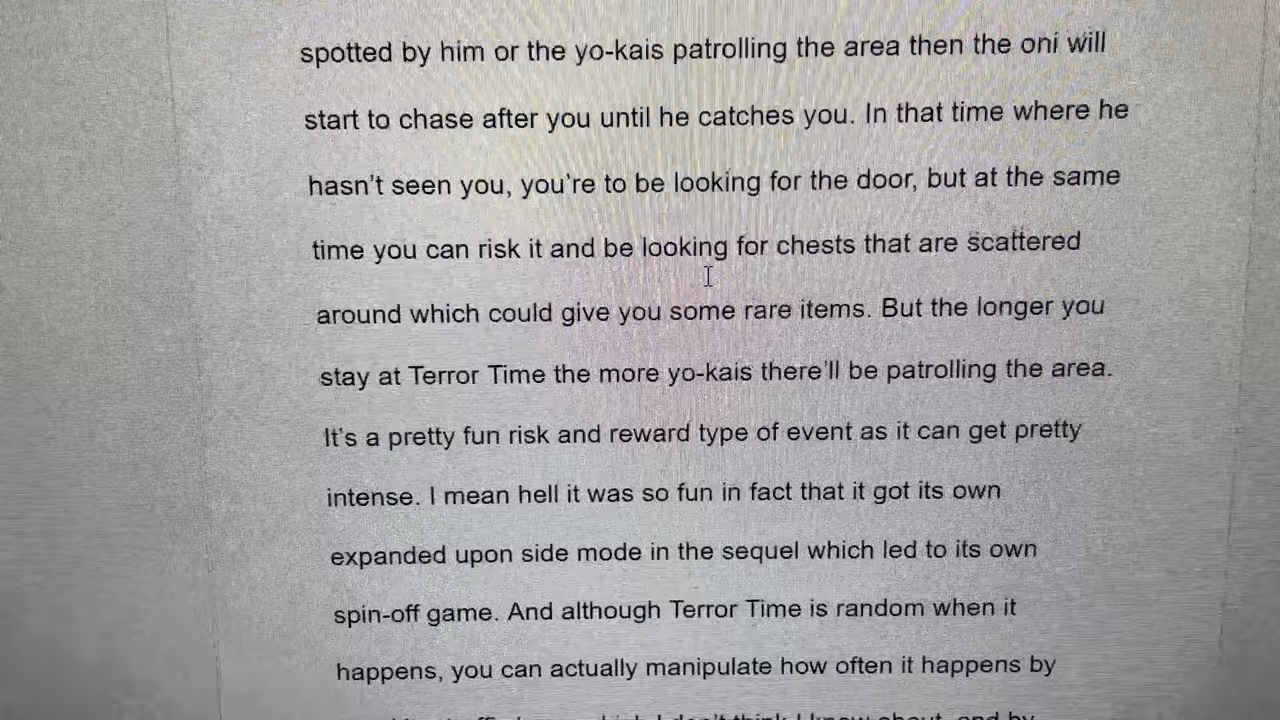 spotted by him or the yo-kais patrolling the area then the oni will
start to chase after you until he catches you. In that time where he
hasn't seen you, you're to be looking for the door, but at the same
time you can risk it and be looking for chests that are scattered
around which could give you some rare items. But the longer you
stay at Terror Time the more yo-kais there'll be patrolling the area.
It's a pretty fun risk and reward type of event as it can get pretty
intense. I mean hell it was so fun in fact that it got its own
expanded upon side mode in the sequel which led to its own
spin-off game. And although Terror Time is random when it
happens, you can actually manipulate how often it happens by
I don't think I know about, and by